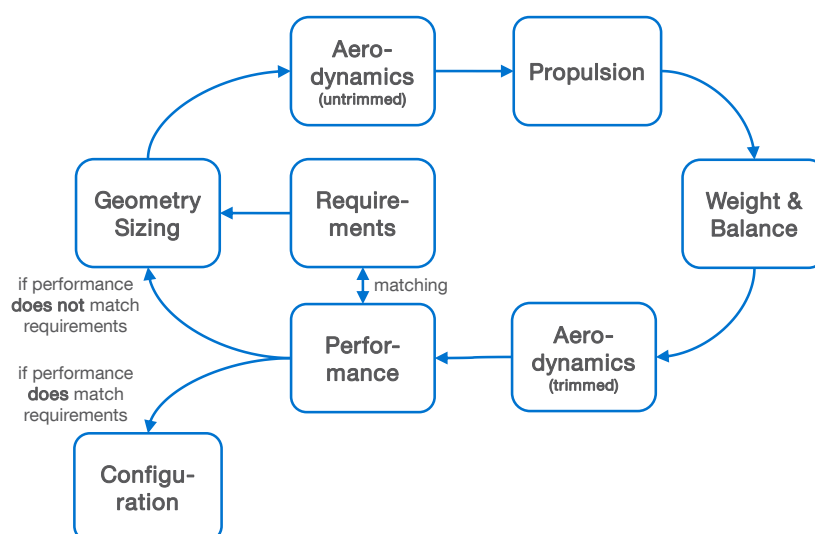 Aero-
dynamics
(untrimmed)
Propulsion
Geometry
Sizing
Require-
ments
Weight &
Balance
if performance
does not match
requirements
matching
Perfor-
mance
Aero-
dynamics
(trimmed)
if performance
does match
requirements
Configu-
ration